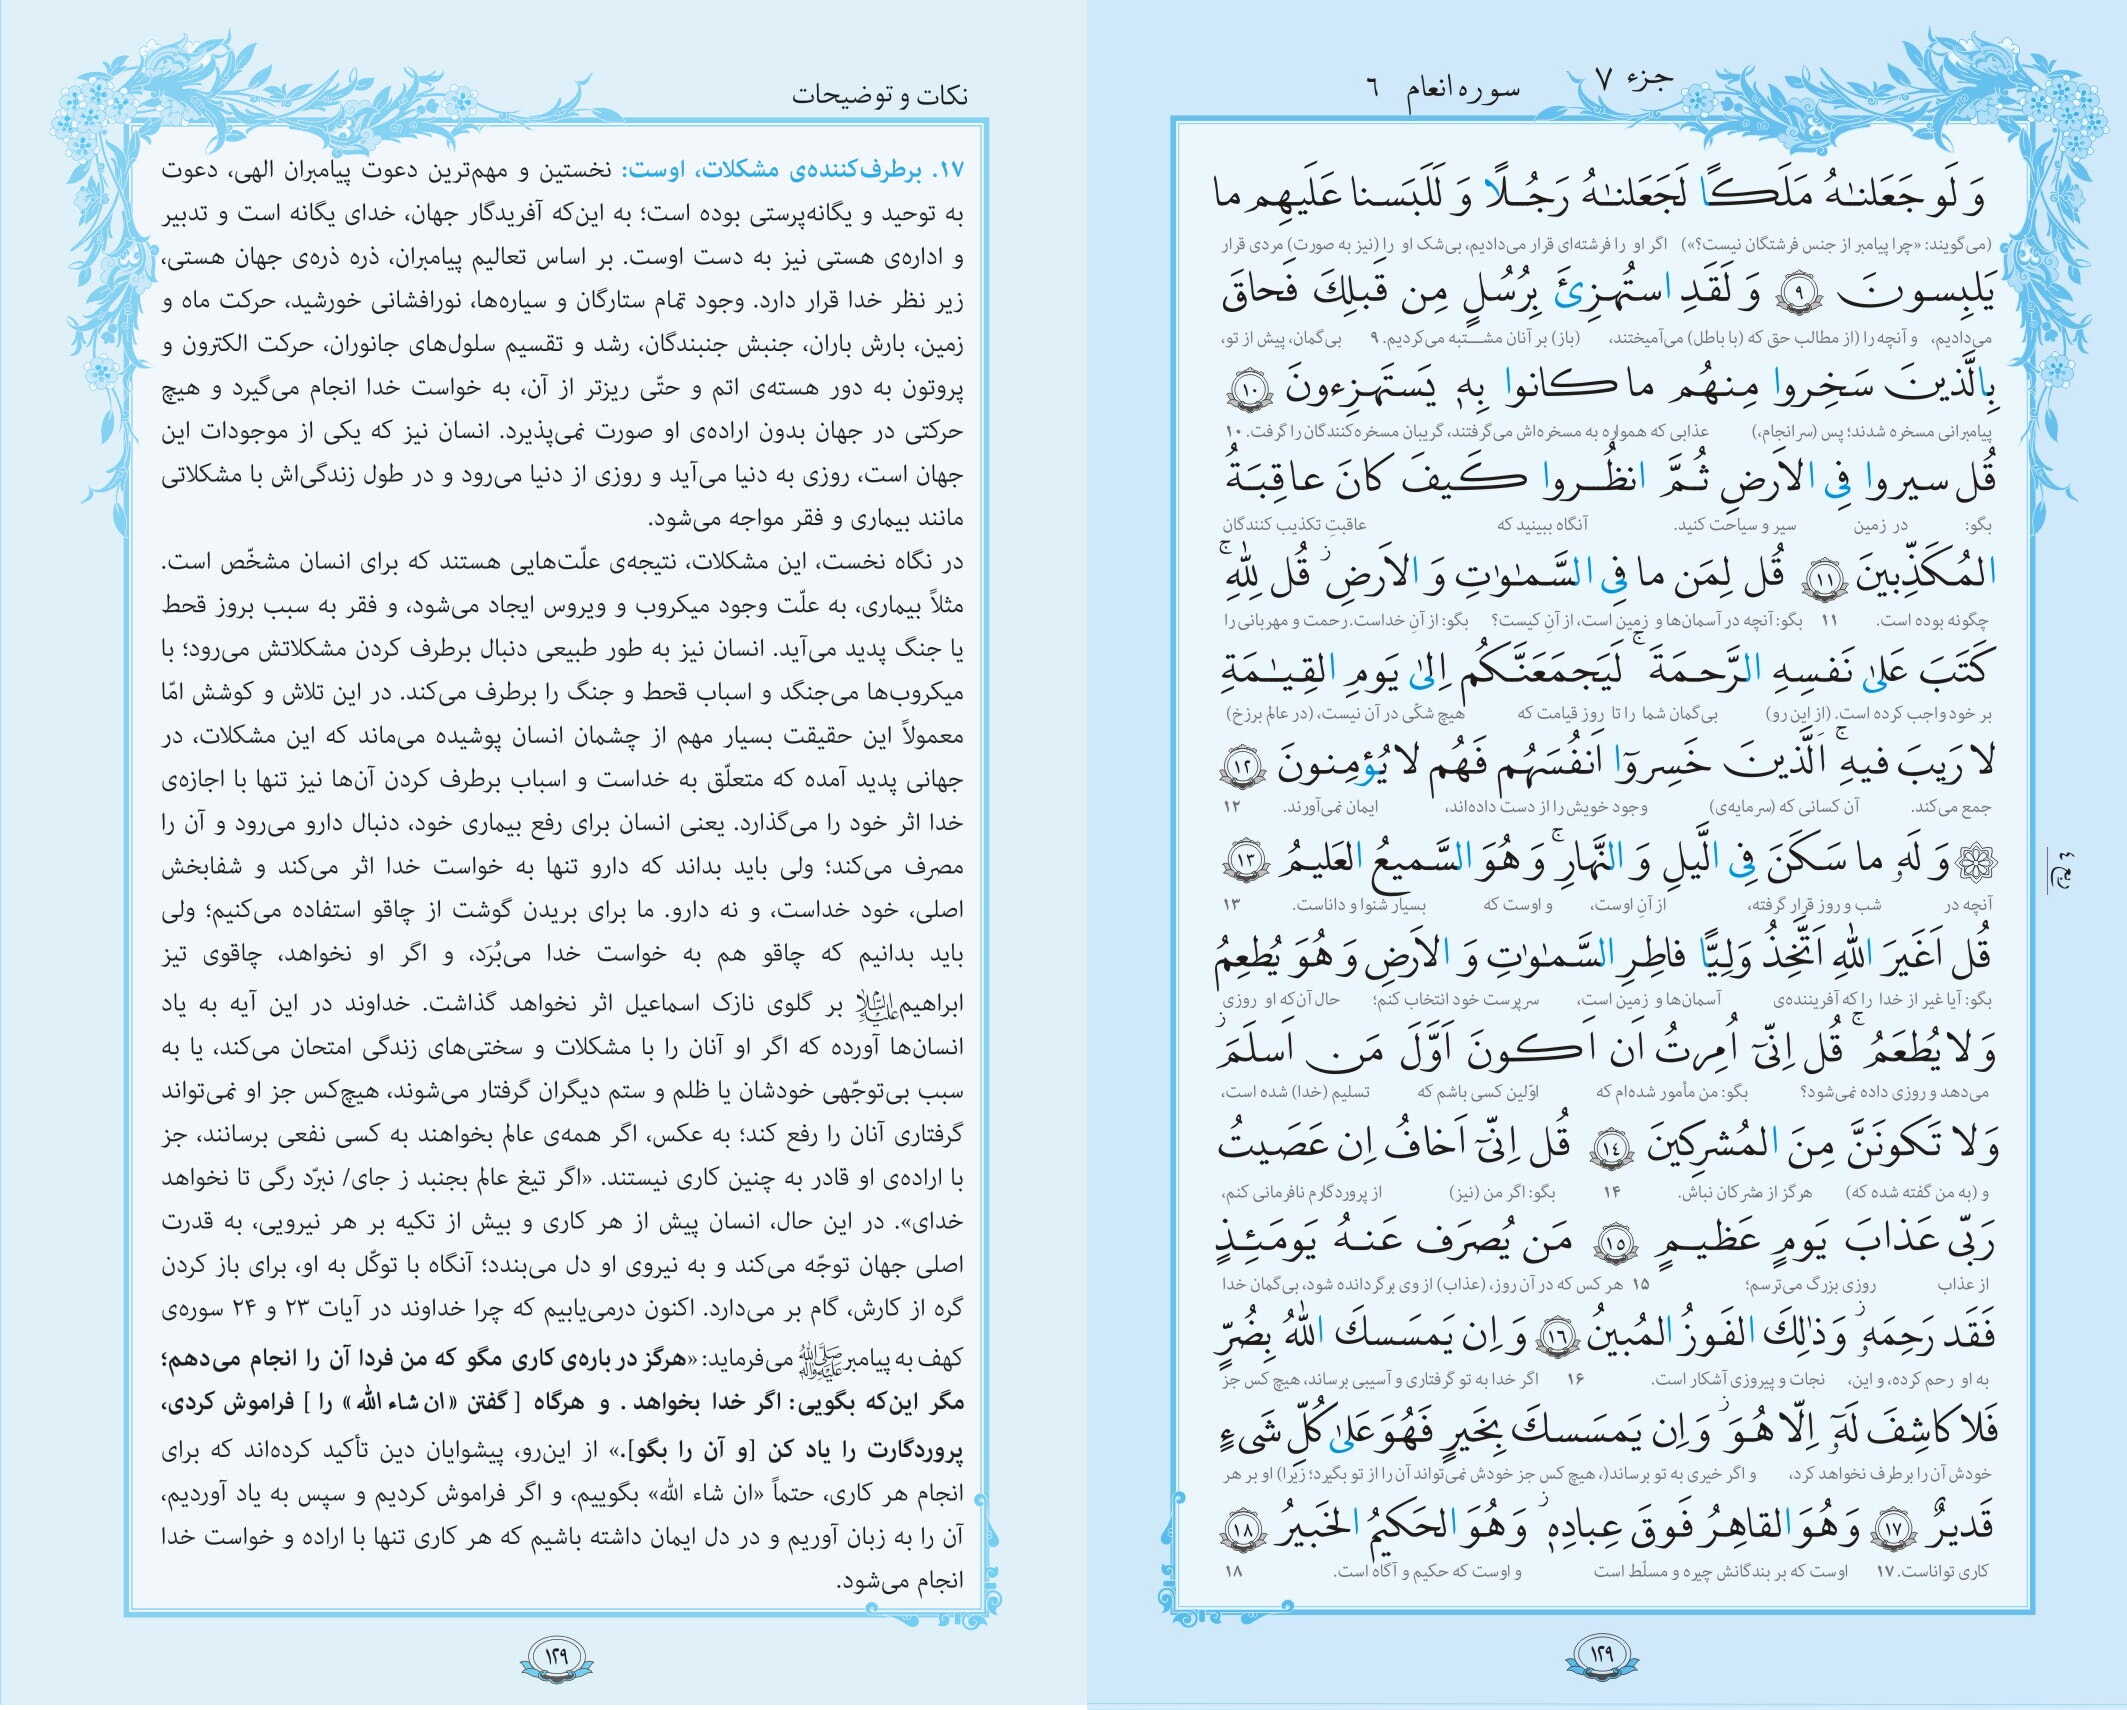 جزء ٧
سوره انعام ٦
وَ لَو جَعَلنـٰهُ مَلَكًا لَجَعَلنـٰهُ رَجُلًا وَ لَلَبَسنا عَلَيهِم ما
(می‌گویند: «چرا پیامبر از جنس فرشتگان نیست؟») اگر او را فرشته‌ای قرار می‌دادیم، بی‌شک او را (نیز به صورت) مردی قرار
يَلبِسونَ ٩ وَ لَقَدِ استُهزِئَ بِرُسُلٍ مِن قَبلِكَ فَحاقَ
می‌دادیم، و آنچه را (از مطالب حق که (با باطل) می‌آمیختند، (باز) بر آنان مشتبه می‌کردیم. ۹ بی‌گمان، پیش از تو،
بِالَّذينَ سَخِروا مِنهُم ما كانوا بِهٖ يَستَهزِءونَ ١٠
پیامبرانی مسخره شدند؛ پس (سرانجام،) عذابی که همواره به مسخره‌اش می‌گرفتند، گریبان مسخره‌کنندگان را گرفت. ۱۰
قُل سيروا فِى الاَرضِ ثُمَّ انظُروا كَيفَ كانَ عاقِبَةُ
بگو: در زمین سیر و سیاحت کنید. آنگاه ببینید که عاقبتِ تکذیب کنندگان
المُكَذِّبينَ ١١ قُل لِمَن ما فِى السَّمـٰوٰتِ وَ الاَرضِ ۖ قُل لِلّٰهِ ۚ
چگونه بوده است. ۱۱ بگو: آنچه در آسمان‌ها و زمین است، از آنِ کیست؟ بگو: از آنِ خداست. رحمت و مهربانی را
كَتَبَ عَلىٰ نَفسِهِ الرَّحمَةَ ۚ لَيَجمَعَنَّكُم اِلىٰ يَومِ القِيـٰمَةِ
بر خود واجب کرده است. (از این رو) بی‌گمان شما را تا روز قیامت که هیچ شکّی در آن نیست، (در عالم برزخ)
لا رَيبَ فيهِ ۚ اَلَّذينَ خَسِروٓا اَنفُسَهُم فَهُم لا يُؤمِنونَ ١٢
جمع می‌کند. آن کسانی که (سرمایه‌ی) وجود خویش را از دست داده‌اند، ایمان نمی‌آورند. ۱۲
وَ لَهٗ ما سَكَنَ فِى الَّيلِ وَ النَّهارِ ۚ وَ هُوَ السَّميعُ العَليمُ ١٣
آنچه در شب و روز قرار گرفته، از آنِ اوست، و اوست که بسیار شنوا و داناست. ۱۳
قُل اَغَيرَ اللّٰهِ اَتَّخِذُ وَلِيًّا فاطِرِ السَّمـٰوٰتِ وَ الاَرضِ وَ هُوَ يُطعِمُ
بگو: آیا غیر از خدا را که آفریننده‌ی آسمان‌ها و زمین است، سرپرست خود انتخاب کنم؛ حال آن‌که او روزی
وَلا يُطعَمُ ۚ قُل اِنّىٓ اُمِرتُ اَن اَكونَ اَوَّلَ مَن اَسلَمَ ۖ
می‌دهد و روزی داده نمی‌شود؟ بگو: من مأمور شده‌ام که اوّلین کسی باشم که تسلیم (خدا) شده است،
وَلا تَكونَنَّ مِنَ المُشرِكينَ ١٤ قُل اِنّىٓ اَخافُ اِن عَصَيتُ
و (به من گفته شده که) هرگز از مشرکان نباش. ۱۴ بگو: اگر من (نیز) از پروردگارم نافرمانی کنم،
رَبّى عَذابَ يَومٍ عَظيمٍ ١٥ مَن يُصرَف عَنهُ يَومَئِذٍ
از عذاب روزی بزرگ می‌ترسم؛ ۱۵ هر کس که در آن روز، (عذاب) از وی برگردانده شود، بی‌گمان خدا
فَقَد رَحِمَهٗ ۖ وَ ذٰلِكَ الفَوزُ المُبينُ ١٦ وَ اِن يَمسَسكَ اللّٰهُ بِضُرٍّ
به او رحم کرده، و این، نجات و پیروزی آشکار است. ۱۶ اگر خدا به تو گرفتاری و آسیبی برساند، هیچ کس جز
فَلا كاشِفَ لَهٗٓ اِلّا هُوَ ۖ وَ اِن يَمسَسكَ بِخَيرٍ فَهُوَ عَلىٰ كُلِّ شَىءٍ
خودش آن را برطرف نخواهد کرد، و اگر خیری به تو برساند(، هیچ کس جز خودش نمی‌تواند آن را از تو بگیرد؛ زیرا) او بر هر
قَديرٌ ١٧ وَ هُوَ القاهِرُ فَوقَ عِبادِهٖ ۖ وَ هُوَ الحَكيمُ الخَبيرُ ١٨
کاری تواناست. ۱۷ اوست که بر بندگانش چیره و مسلّط است و اوست که حکیم و آگاه است. ۱۸
ربع ٤
۱۲۹
نکات و توضیحات
۱۷. برطرف‌کننده‌ی مشکلات، اوست: نخستین و مهم‌ترین دعوت پیامبران الهی، دعوت
به توحید و یگانه‌پرستی بوده است؛ به این‌که آفریدگار جهان، خدای یگانه است و تدبیر
و اداره‌ی هستی نیز به دست اوست. بر اساس تعالیم پیامبران، ذره ذره‌ی جهان هستی،
زیر نظر خدا قرار دارد. وجود تمام ستارگان و سیاره‌ها، نورافشانی خورشید، حرکت ماه و
زمین، بارش باران، جنبش جنبندگان، رشد و تقسیم سلول‌های جانوران، حرکت الکترون و
پروتون به دور هسته‌ی اتم و حتّی ریزتر از آن، به خواست خدا انجام می‌گیرد و هیچ
حرکتی در جهان بدون اراده‌ی او صورت نمی‌پذیرد. انسان نیز که یکی از موجودات این
جهان است، روزی به دنیا می‌آید و روزی از دنیا می‌رود و در طول زندگی‌اش با مشکلاتی
مانند بیماری و فقر مواجه می‌شود.
در نگاه نخست، این مشکلات، نتیجه‌ی علّت‌هایی هستند که برای انسان مشخّص است.
مثلاً بیماری، به علّت وجود میکروب و ویروس ایجاد می‌شود، و فقر به سبب بروز قحط
یا جنگ پدید می‌آید. انسان نیز به طور طبیعی دنبال برطرف کردن مشکلاتش می‌رود؛ با
میکروب‌ها می‌جنگد و اسباب قحط و جنگ را برطرف می‌کند. در این تلاش و کوشش امّا
معمولاً این حقیقت بسیار مهم از چشمان انسان پوشیده می‌ماند که این مشکلات، در
جهانی پدید آمده که متعلّق به خداست و اسباب برطرف کردن آن‌ها نیز تنها با اجازه‌ی
خدا اثر خود را می‌گذارد. یعنی انسان برای رفع بیماری خود، دنبال دارو می‌رود و آن را
مصرف می‌کند؛ ولی باید بداند که دارو تنها به خواست خدا اثر می‌کند و شفابخش
اصلی، خود خداست، و نه دارو. ما برای بریدن گوشت از چاقو استفاده می‌کنیم؛ ولی
باید بدانیم که چاقو هم به خواست خدا می‌بُرَد، و اگر او نخواهد، چاقوی تیز
ابراهیم علیه‌السلام بر گلوی نازک اسماعیل اثر نخواهد گذاشت. خداوند در این آیه به یاد
انسان‌ها آورده که اگر او آنان را با مشکلات و سختی‌های زندگی امتحان می‌کند، یا به
سبب بی‌توجّهی خودشان یا ظلم و ستم دیگران گرفتار می‌شوند، هیچ‌کس جز او نمی‌تواند
گرفتاری آنان را رفع کند؛ به عکس، اگر همه‌ی عالم بخواهند به کسی نفعی برسانند، جز
با اراده‌ی او قادر به چنین کاری نیستند. «اگر تیغ عالم بجنبد ز جای/ نبرّد رگی تا نخواهد
خدای». در این حال، انسان پیش از هر کاری و بیش از تکیه بر هر نیرویی، به قدرت
اصلی جهان توجّه می‌کند و به نیروی او دل می‌بندد؛ آنگاه با توکّل به او، برای باز کردن
گره از کارش، گام بر می‌دارد. اکنون درمی‌یابیم که چرا خداوند در آیات ۲۳ و ۲۴ سوره‌ی
کهف به پیامبر صلی الله علیه وآله می‌فرماید: «هرگز درباره‌ی کاری مگو که من فردا آن را انجام می‌دهم؛
مگر این‌که بگویی: اگر خدا بخواهد. و هرگاه [گفتن «ان شاء الله» را] فراموش کردی،
پروردگارت را یاد کن [و آن را بگو].» از این‌رو، پیشوایان دین تأکید کرده‌اند که برای
انجام هر کاری، حتماً «ان شاء الله» بگوییم، و اگر فراموش کردیم و سپس به یاد آوردیم،
آن را به زبان آوریم و در دل ایمان داشته باشیم که هر کاری تنها با اراده و خواست خدا
انجام می‌شود.
۱۲۹